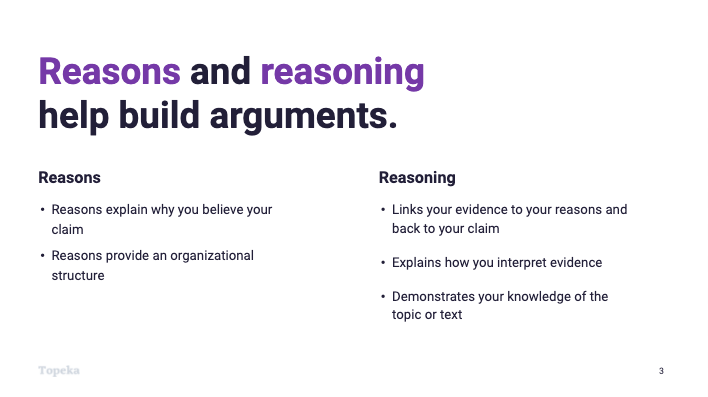 Reasons and reasoning
help build arguments.
Reasons
• Reasons explain why you believe your
claim
• Reasons provide an organizational
structure
Reasoning
• Links your evidence to your reasons and
back to your claim
• Explains how you interpret evidence
• Demonstrates your knowledge of the
topic or text
Topeka
3